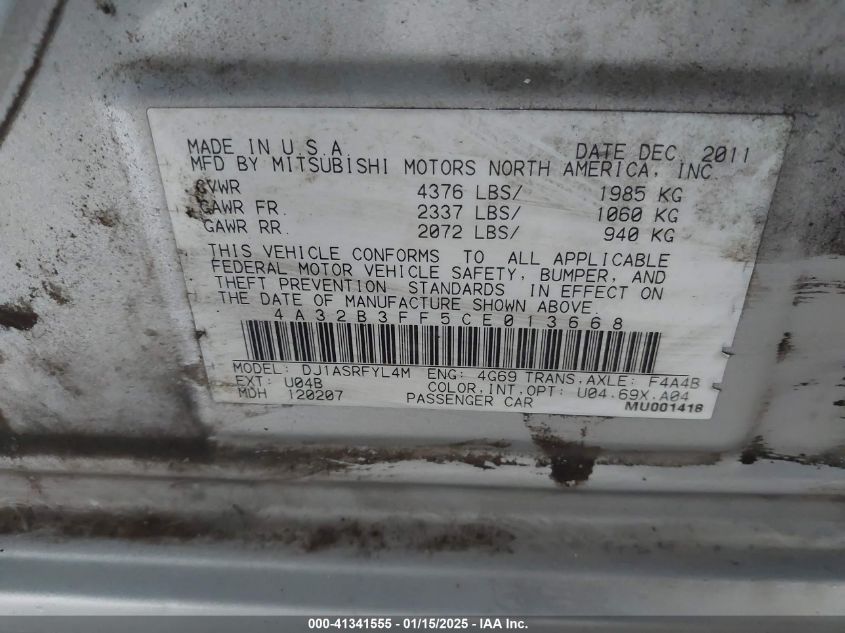 MADE IN U.S.A. DATE DEC. 2011
MFD BY MITSUBISHI MOTORS NORTH AMERICA, INC
GVWR 4376 LBS/ 1985 KG
GAWR FR. 2337 LBS/ 1060 KG
GAWR RR. 2072 LBS/ 940 KG
THIS VEHICLE CONFORMS TO ALL APPLICABLE
FEDERAL MOTOR VEHICLE SAFETY, BUMPER, AND
THEFT PREVENTION STANDARDS IN EFFECT ON
THE DATE OF MANUFACTURE SHOWN ABOVE.
4A32B3FF5CE013668
MODEL: DJ1ASRFYL4M ENG: 4G69 TRANS,AXLE: F4A4B
EXT: U04B COLOR,INT,OPT: U04.69X.A04
MDH 120207 PASSENGER CAR
MU001418
000-41341555 - 01/15/2025 - IAA Inc.